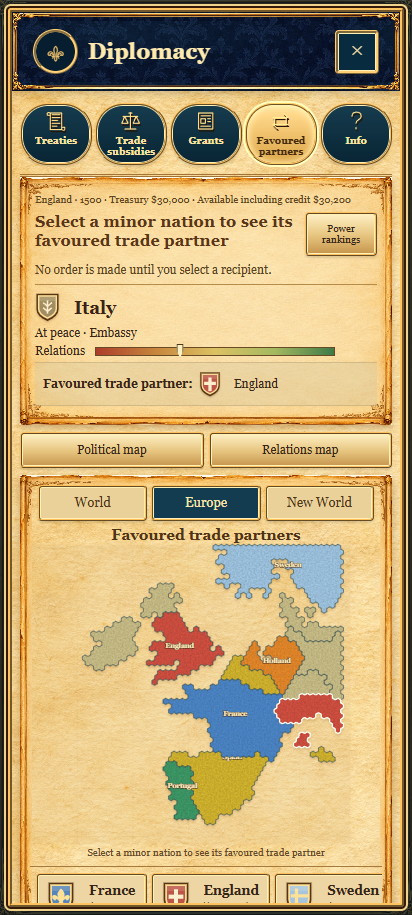 Diplomacy
×
Treaties
Trade
subsidies
Grants
Favoured
partners
Info
England · 1500 · Treasury $30,000 · Available including credit $30,200
Select a minor nation to see its
favoured trade partner
Power
rankings
No order is made until you select a recipient.
Italy
At peace · Embassy
Relations
Favoured trade partner:
England
Political map
Relations map
World
Europe
New World
Favoured trade partners
Sweden
England
Holland
France
Portugal
Select a minor nation to see its favoured trade partner
France
England
Sweden